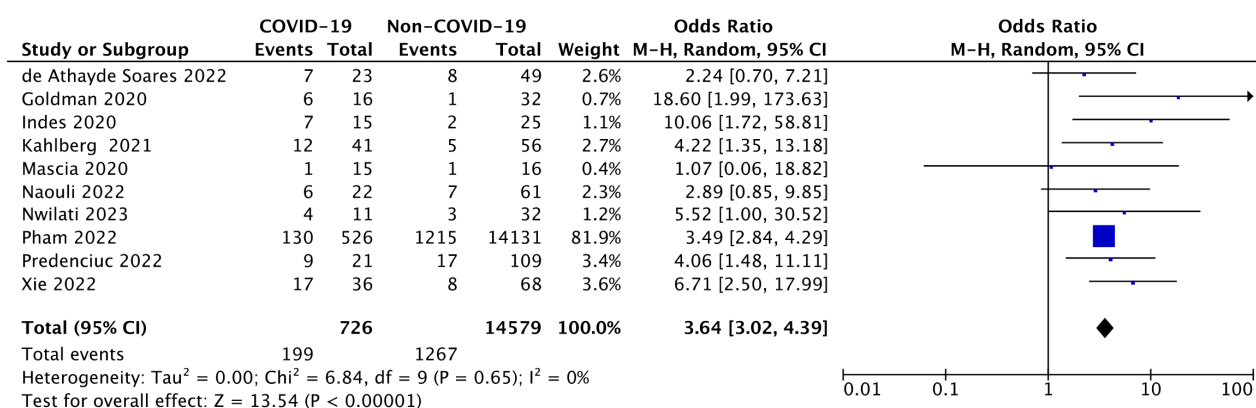 COVID-19 Non-COVID-19 Odds Ratio Odds Ratio
Study or Subgroup Events Total Events Total Weight M-H, Random, 95% CI M-H, Random, 95% CI
de Athayde Soares 2022 7 23 8 49 2.6% 2.24 [0.70, 7.21]
Goldman 2020 6 16 1 32 0.7% 18.60 [1.99, 173.63]
Indes 2020 7 15 2 25 1.1% 10.06 [1.72, 58.81]
Kahlberg 2021 12 41 5 56 2.7% 4.22 [1.35, 13.18]
Mascia 2020 1 15 1 16 0.4% 1.07 [0.06, 18.82]
Naouli 2022 6 22 7 61 2.3% 2.89 [0.85, 9.85]
Nwilati 2023 4 11 3 32 1.2% 5.52 [1.00, 30.52]
Pham 2022 130 526 1215 14131 81.9% 3.49 [2.84, 4.29]
Predenciuc 2022 9 21 17 109 3.4% 4.06 [1.48, 11.11]
Xie 2022 17 36 8 68 3.6% 6.71 [2.50, 17.99]
Total (95% CI) 726 14579 100.0% 3.64 [3.02, 4.39]
Total events 199 1267
Heterogeneity: Tau² = 0.00; Chi² = 6.84, df = 9 (P = 0.65); I² = 0%
Test for overall effect: Z = 13.54 (P < 0.00001)
0.01 0.1 1 10 100